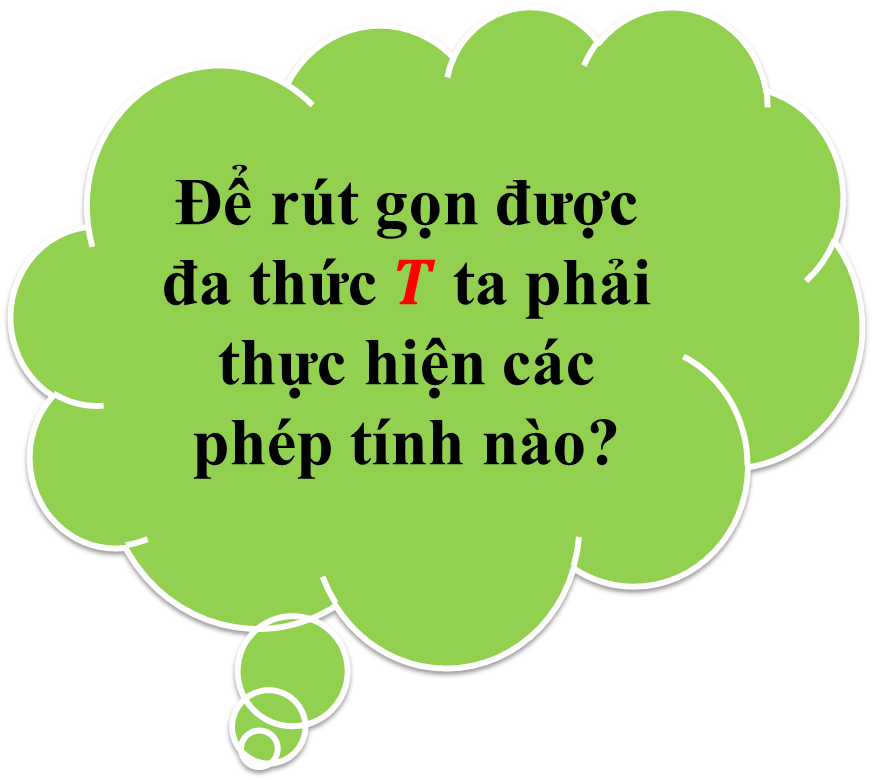 Để rút gọn được
đa thức T ta phải
thực hiện các
phép tính nào?